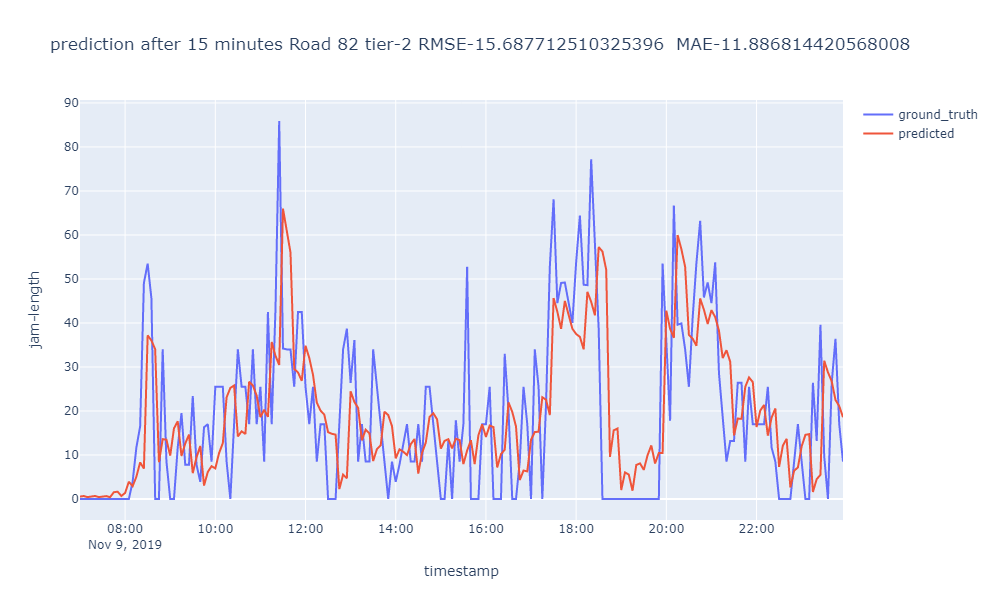 prediction after 15 minutes Road 82 tier-2 RMSE-15.687712510325396  MAE-11.886814420568008
ground_truth
predicted
jam-length
90
80
70
60
50
40
30
20
10
0
08:00 10:00 12:00 14:00 16:00 18:00 20:00 22:00
Nov 9, 2019
timestamp